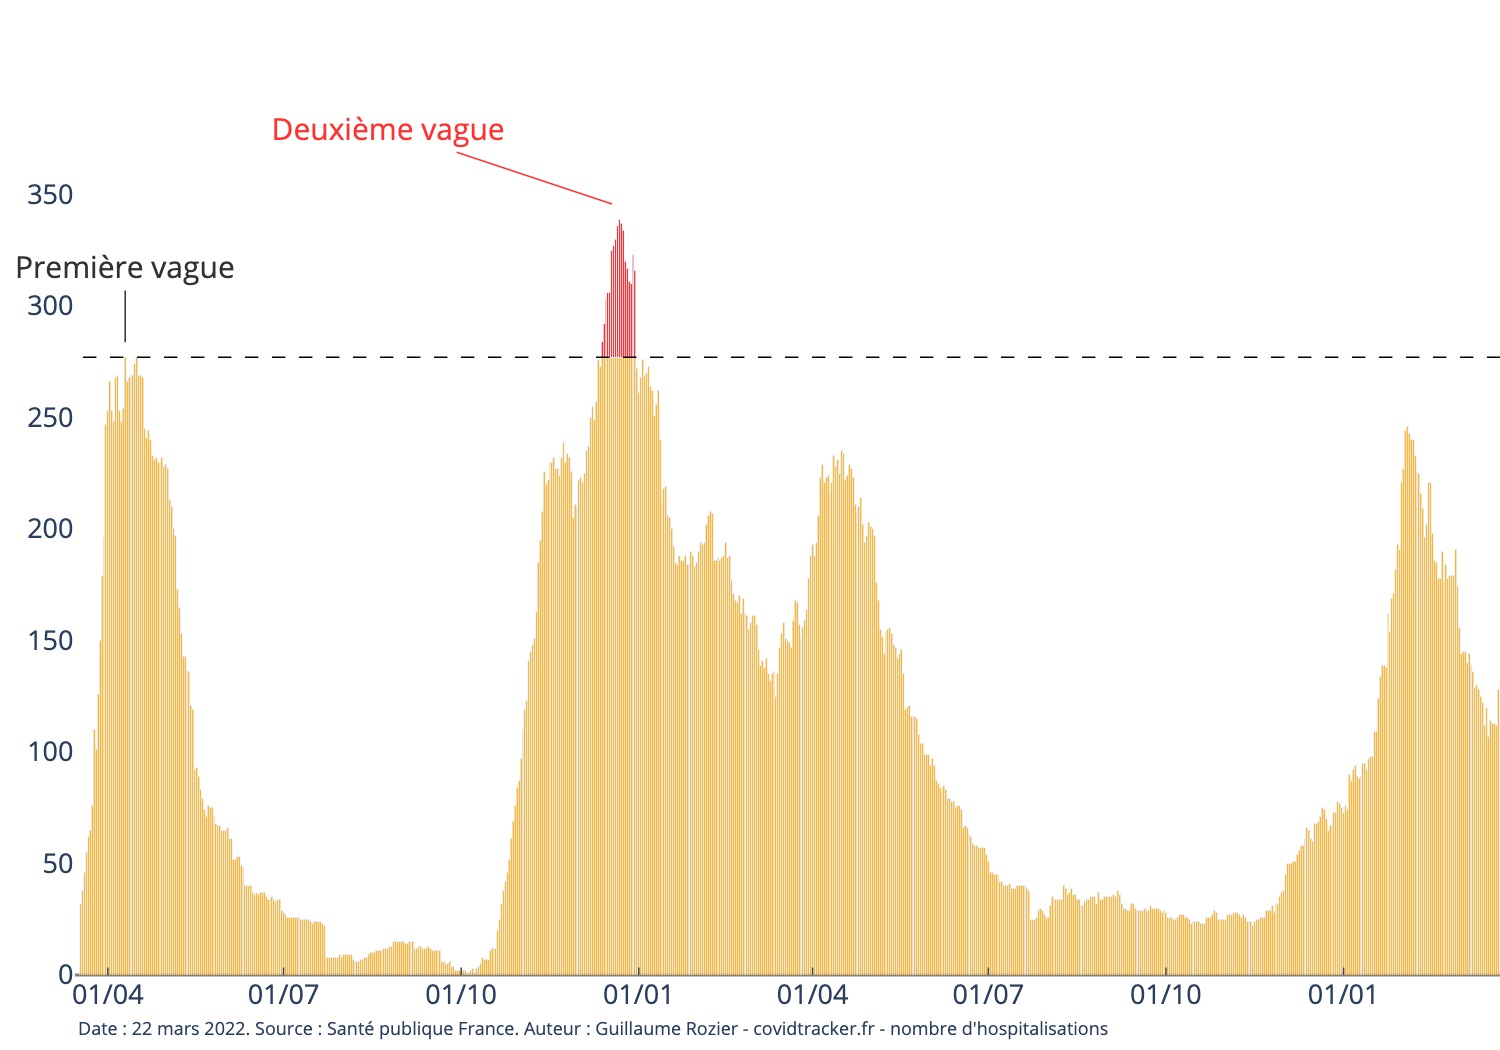 Deuxième vague
350
Première vague
300
250
200
150
100
50
0
01/04 01/07 01/10 01/01 01/04 01/07 01/10 01/01
Date : 22 mars 2022. Source : Santé publique France. Auteur : Guillaume Rozier - covidtracker.fr - nombre d'hospitalisations